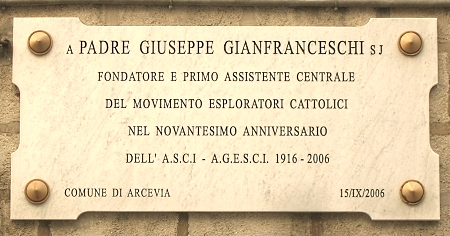 A PADRE GIUSEPPE GIANFRANCESCHI SJ
FONDATORE E PRIMO ASSISTENTE CENTRALE
DEL MOVIMENTO ESPLORATORI CATTOLICI
NEL NOVANTESIMO ANNIVERSARIO
DELL' A.S.C.I - A.G.E.S.C.I. 1916 - 2006
COMUNE DI ARCEVIA 15/IX/2006